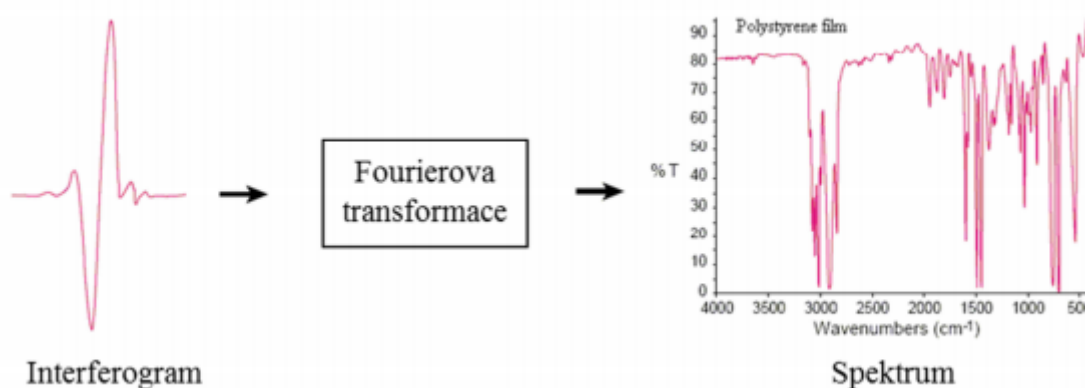 Polystyrene film
90
80
70
60
50
% T
40
30
20
10
0
4000 3500 3000 2500 2000 1500 1000 500
Wavenumbers (cm-1)
Fourierova
transformace
Interferogram
Spektrum